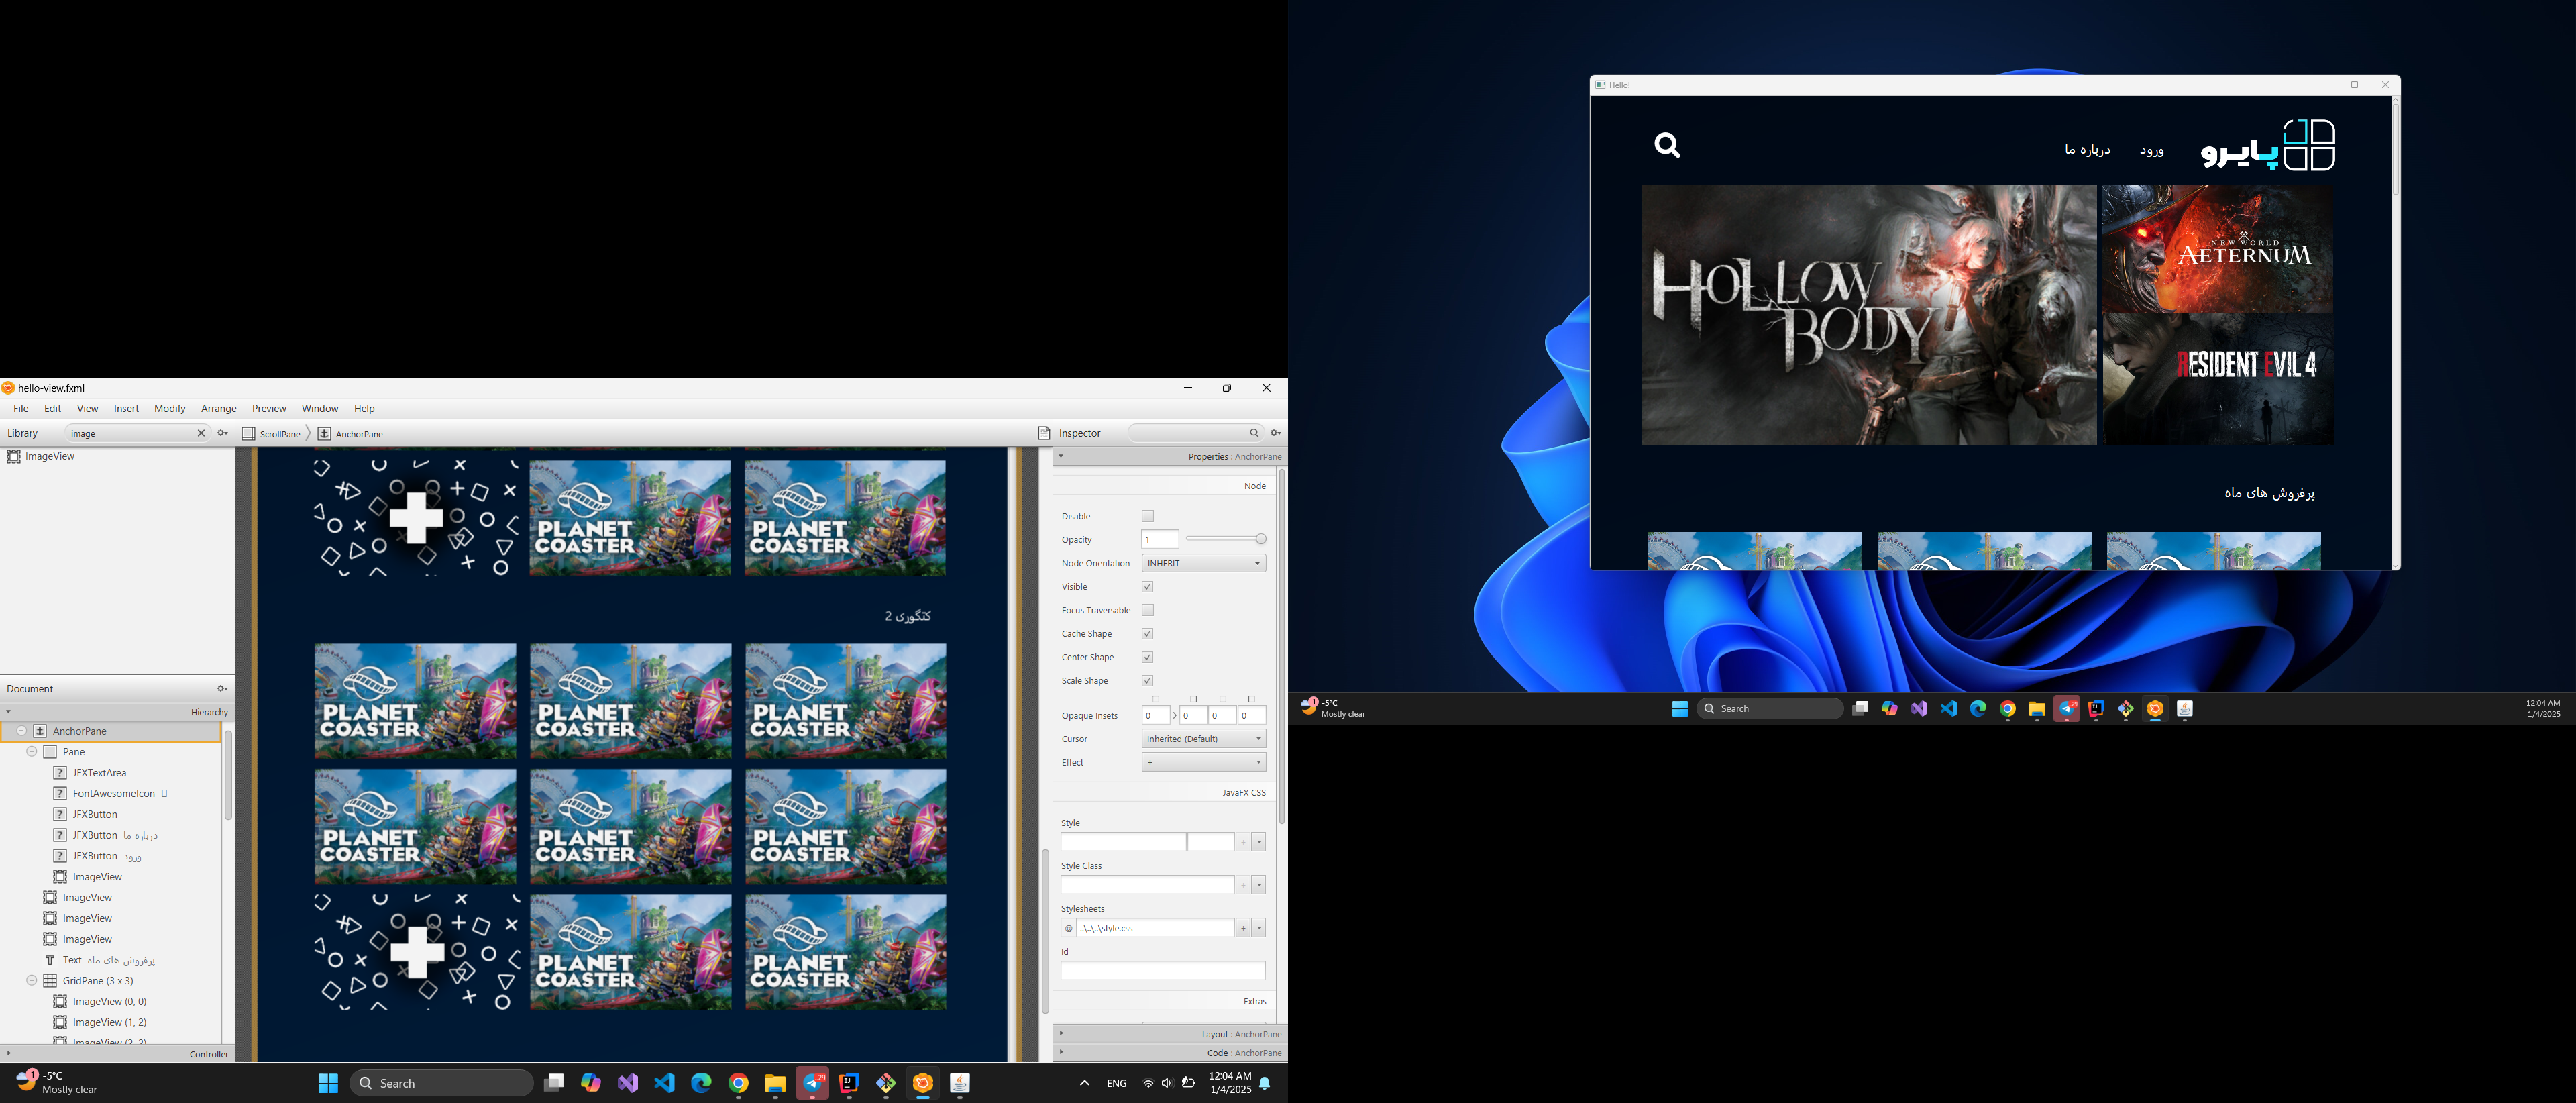 hello-view.fxml
File Edit View Insert Modify Arrange Preview Window Help
Library image
ImageView
Document
Hierarchy
AnchorPane
Pane
JFXTextArea
FontAwesomeIcon
JFXButton
JFXButton درباره ما
JFXButton ورود
ImageView
ImageView
ImageView
ImageView
Text پرفروش های ماه
GridPane (3 x 3)
ImageView (0, 0)
ImageView (1, 2)
ImageView (2, 2)
Controller
ScrollPane AnchorPane
PLANET COASTER
PLANET COASTER
کتگوری 2
PLANET COASTER
PLANET COASTER
PLANET COASTER
PLANET COASTER
PLANET COASTER
PLANET COASTER
PLANET COASTER
PLANET COASTER
Inspector
Properties : AnchorPane
Node
Disable
Opacity 1
Node Orientation INHERIT
Visible
Focus Traversable
Cache Shape
Center Shape
Scale Shape
Opaque Insets 0 0 0 0
Cursor Inherited (Default)
Effect +
JavaFX CSS
Style
Style Class
Stylesheets
@ ..\..\..\style.css
Id
Extras
Layout : AnchorPane
Code : AnchorPane
1 -5°C
Mostly clear
Search
29
ENG
12:04 AM
1/4/2025
Hello!
پایرو
ورود
درباره ما
HOLLOW BODY
NEW WORLD
AETERNUM
RESIDENT EVIL 4
پرفروش های ماه
1 -5°C
Mostly clear
Search
29
12:04 AM
1/4/2025